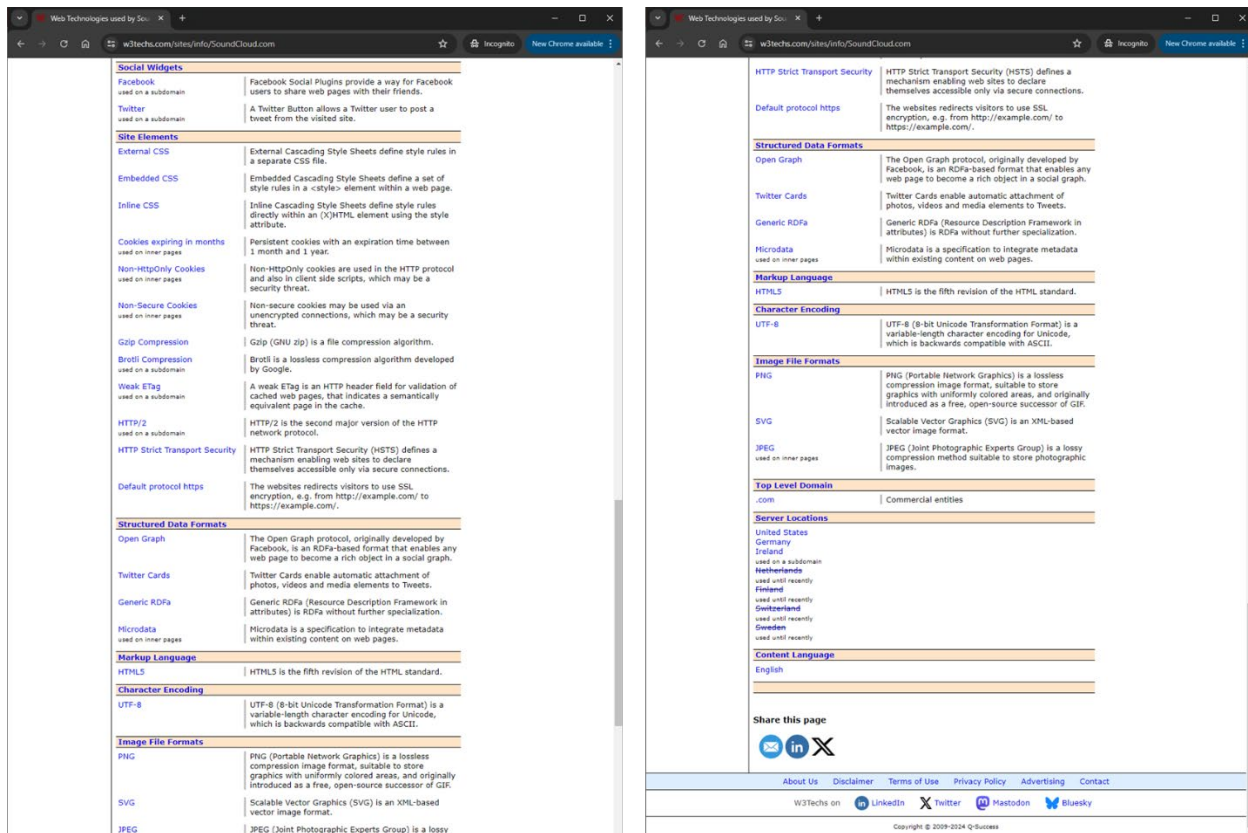 Web Technologies used by Sou
w3techs.com/sites/info/SoundCloud.com
Incognito
New Chrome available
Social Widgets
Facebook
used on a subdomain
Facebook Social Plugins provide a way for Facebook
users to share web pages with their friends.
Twitter
used on a subdomain
A Twitter Button allows a Twitter user to post a
tweet from the visited site.
Site Elements
External CSS
External Cascading Style Sheets define style rules in
a separate CSS file.
Embedded CSS
Embedded Cascading Style Sheets define a set of
style rules in a <style> element within a web page.
Inline CSS
Inline Cascading Style Sheets define style rules
directly within an (X)HTML element using the style
attribute.
Cookies expiring in months
used on inner pages
Persistent cookies with an expiration time between
1 month and 1 year.
Non-HttpOnly Cookies
used on inner pages
Non-HttpOnly cookies are used in the HTTP protocol
and also in client side scripts, which may be a
security threat.
Non-Secure Cookies
used on inner pages
Non-secure cookies may be used via an
unencrypted connections, which may be a security
threat.
Gzip Compression
Gzip (GNU zip) is a file compression algorithm.
Brotli Compression
used on a subdomain
Brotli is a lossless compression algorithm developed
by Google.
Weak ETag
used on a subdomain
A weak ETag is an HTTP header field for validation of
cached web pages, that indicates a semantically
equivalent page in the cache.
HTTP/2
used on a subdomain
HTTP/2 is the second major version of the HTTP
network protocol.
HTTP Strict Transport Security
HTTP Strict Transport Security (HSTS) defines a
mechanism enabling web sites to declare
themselves accessible only via secure connections.
Default protocol https
The websites redirects visitors to use SSL
encryption, e.g. from http://example.com/ to
https://example.com/.
Structured Data Formats
Open Graph
The Open Graph protocol, originally developed by
Facebook, is an RDFa-based format that enables any
web page to become a rich object in a social graph.
Twitter Cards
Twitter Cards enable automatic attachment of
photos, videos and media elements to Tweets.
Generic RDFa
Generic RDFa (Resource Description Framework in
attributes) is RDFa without further specialization.
Microdata
used on inner pages
Microdata is a specification to integrate metadata
within existing content on web pages.
Markup Language
HTML5
HTML5 is the fifth revision of the HTML standard.
Character Encoding
UTF-8
UTF-8 (8-bit Unicode Transformation Format) is a
variable-length character encoding for Unicode,
which is backwards compatible with ASCII.
Image File Formats
PNG
PNG (Portable Network Graphics) is a lossless
compression image format, suitable to store
graphics with uniformly colored areas, and originally
introduced as a free, open-source successor of GIF.
SVG
Scalable Vector Graphics (SVG) is an XML-based
vector image format.
JPEG
JPEG (Joint Photographic Experts Group) is a lossy
Web Technologies used by Sou
w3techs.com/sites/info/SoundCloud.com
Incognito
New Chrome available
HTTP Strict Transport Security
HTTP Strict Transport Security (HSTS) defines a
mechanism enabling web sites to declare
themselves accessible only via secure connections.
Default protocol https
The websites redirects visitors to use SSL
encryption, e.g. from http://example.com/ to
https://example.com/.
Structured Data Formats
Open Graph
The Open Graph protocol, originally developed by
Facebook, is an RDFa-based format that enables any
web page to become a rich object in a social graph.
Twitter Cards
Twitter Cards enable automatic attachment of
photos, videos and media elements to Tweets.
Generic RDFa
Generic RDFa (Resource Description Framework in
attributes) is RDFa without further specialization.
Microdata
used on inner pages
Microdata is a specification to integrate metadata
within existing content on web pages.
Markup Language
HTML5
HTML5 is the fifth revision of the HTML standard.
Character Encoding
UTF-8
UTF-8 (8-bit Unicode Transformation Format) is a
variable-length character encoding for Unicode,
which is backwards compatible with ASCII.
Image File Formats
PNG
PNG (Portable Network Graphics) is a lossless
compression image format, suitable to store
graphics with uniformly colored areas, and originally
introduced as a free, open-source successor of GIF.
SVG
Scalable Vector Graphics (SVG) is an XML-based
vector image format.
JPEG
used on inner pages
JPEG (Joint Photographic Experts Group) is a lossy
compression method suitable to store photographic
images.
Top Level Domain
.com
Commercial entities
Server Locations
United States
Germany
Ireland
used on a subdomain
Netherlands
used until recently
Finland
used until recently
Switzerland
used until recently
Sweden
used until recently
Content Language
English
Share this page
in
About Us Disclaimer Terms of Use Privacy Policy Advertising Contact
W3Techs on in LinkedIn X Twitter Mastodon Bluesky
Copyright © 2009-2024 Q-Success